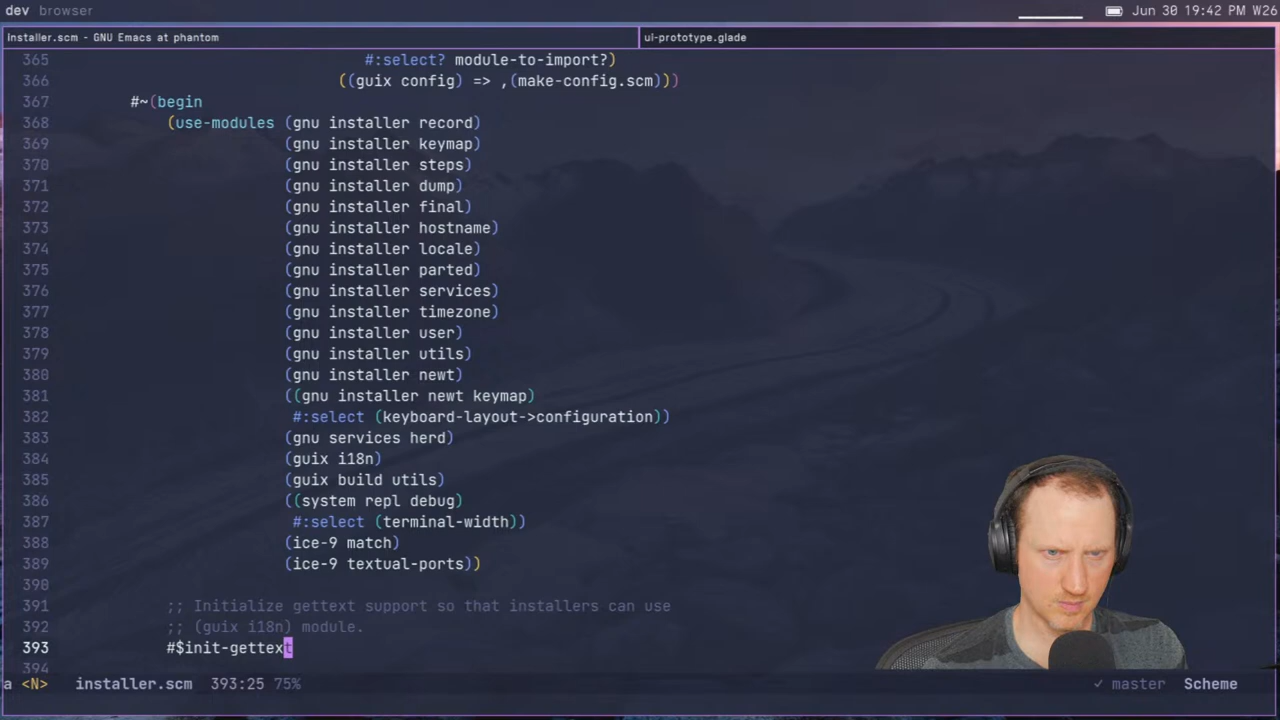 dev browser Jun 30 19:42 PM W26
installer.scm - GNU Emacs at phantom ui-prototype.glade
365 #:select? module-to-import?)
366 ((guix config) => ,(make-config.scm)))
367 #~(begin
368 (use-modules (gnu installer record)
369 (gnu installer keymap)
370 (gnu installer steps)
371 (gnu installer dump)
372 (gnu installer final)
373 (gnu installer hostname)
374 (gnu installer locale)
375 (gnu installer parted)
376 (gnu installer services)
377 (gnu installer timezone)
378 (gnu installer user)
379 (gnu installer utils)
380 (gnu installer newt)
381 ((gnu installer newt keymap)
382 #:select (keyboard-layout->configuration))
383 (gnu services herd)
384 (guix i18n)
385 (guix build utils)
386 ((system repl debug)
387 #:select (terminal-width))
388 (ice-9 match)
389 (ice-9 textual-ports))
390
391 ;; Initialize gettext support so that installers can use
392 ;; (guix i18n) module.
393 #$init-gettext
394
a <N> installer.scm 393:25 75% ✓ master Scheme